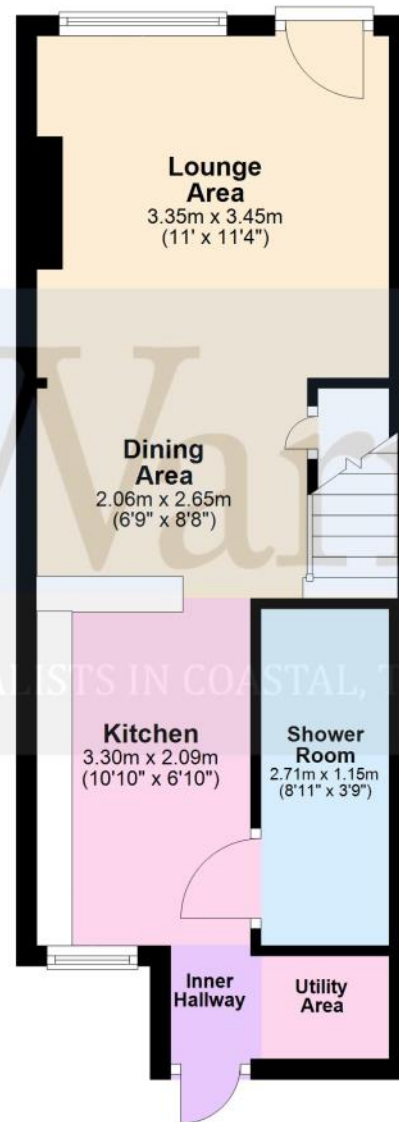 Lounge
Area
3.35m x 3.45m
(11' x 11'4")
Dining
Area
2.06m x 2.65m
(6'9" x 8'8")
Kitchen
3.30m x 2.09m
(10'10" x 6'10")
Shower
Room
2.71m x 1.15m
(8'11" x 3'9")
IN COASTAL,
Inner
Hallway
Utility
Area